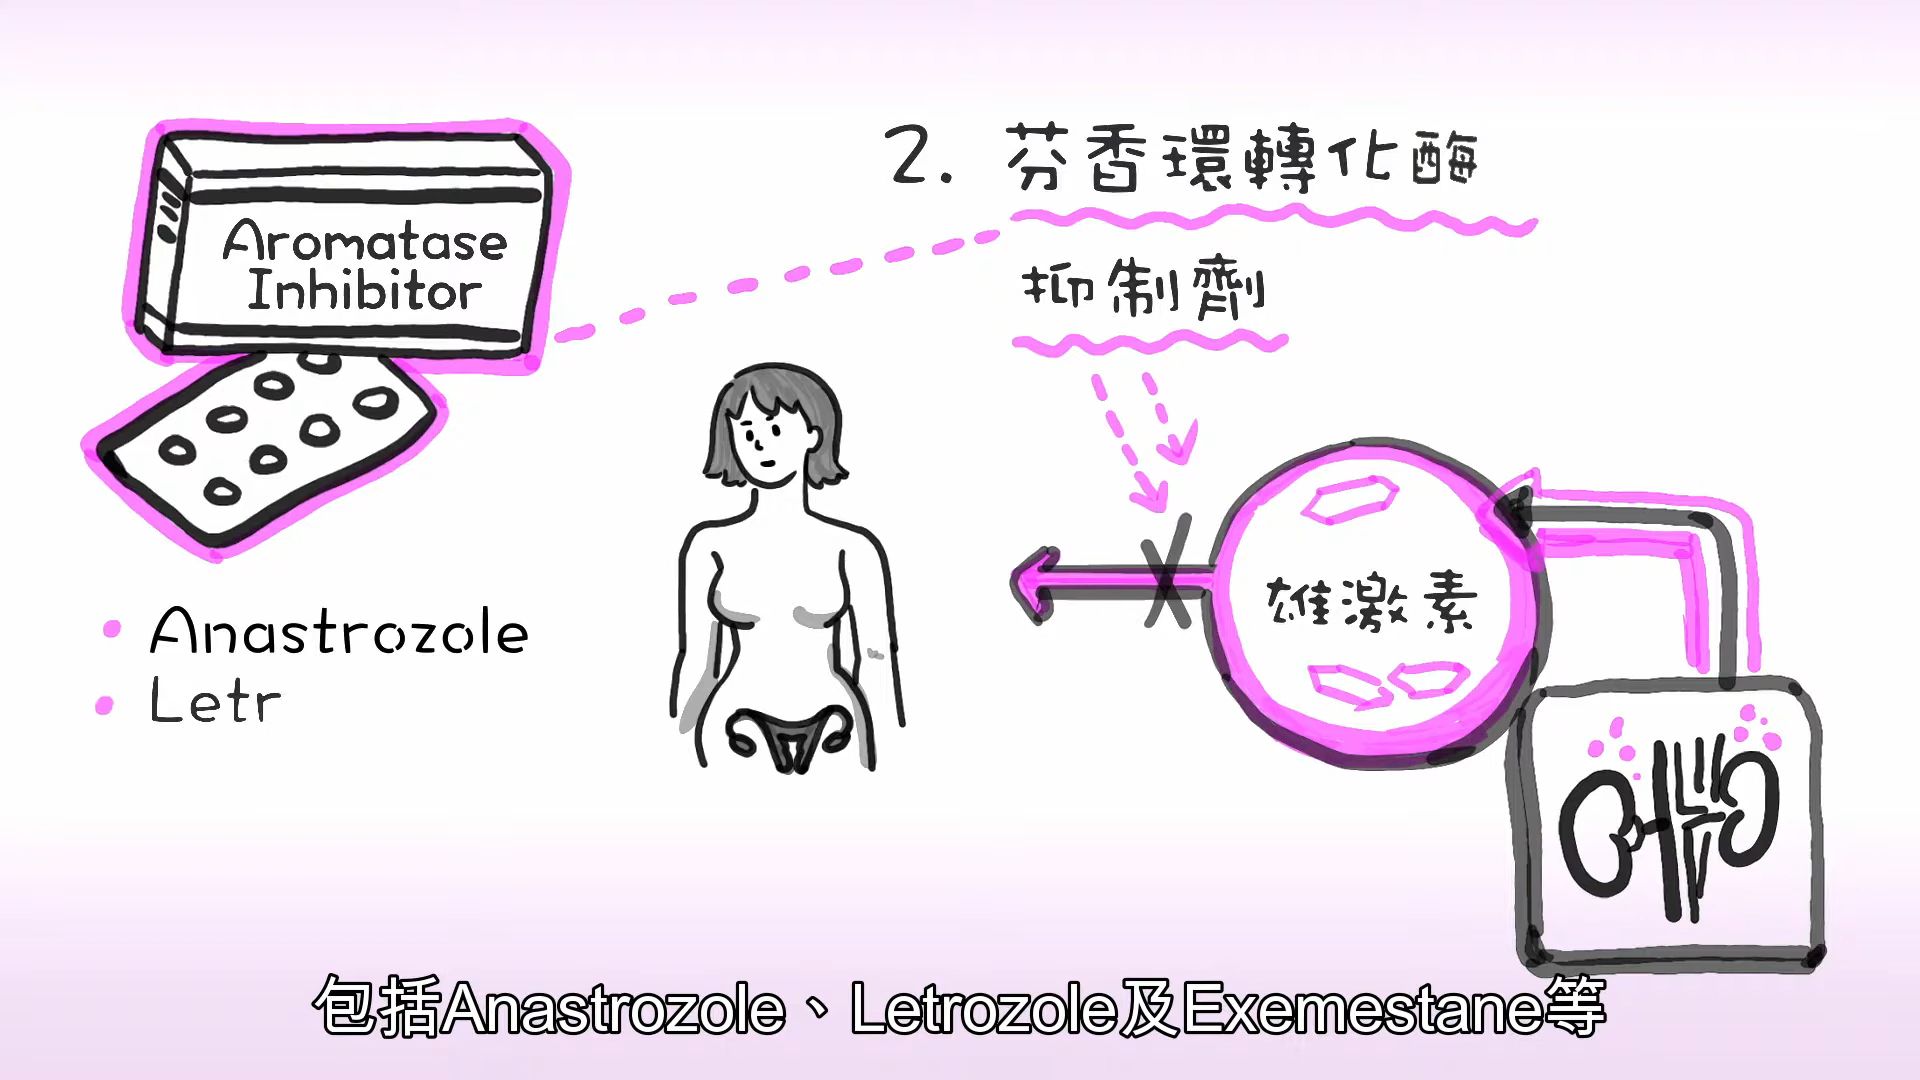 Aromatase
Inhibitor
2. 芬香環轉化酶
抑制劑
雄激素
• Anastrozole
• Letr
包括Anastrozole、Letrozole及Exemestane等